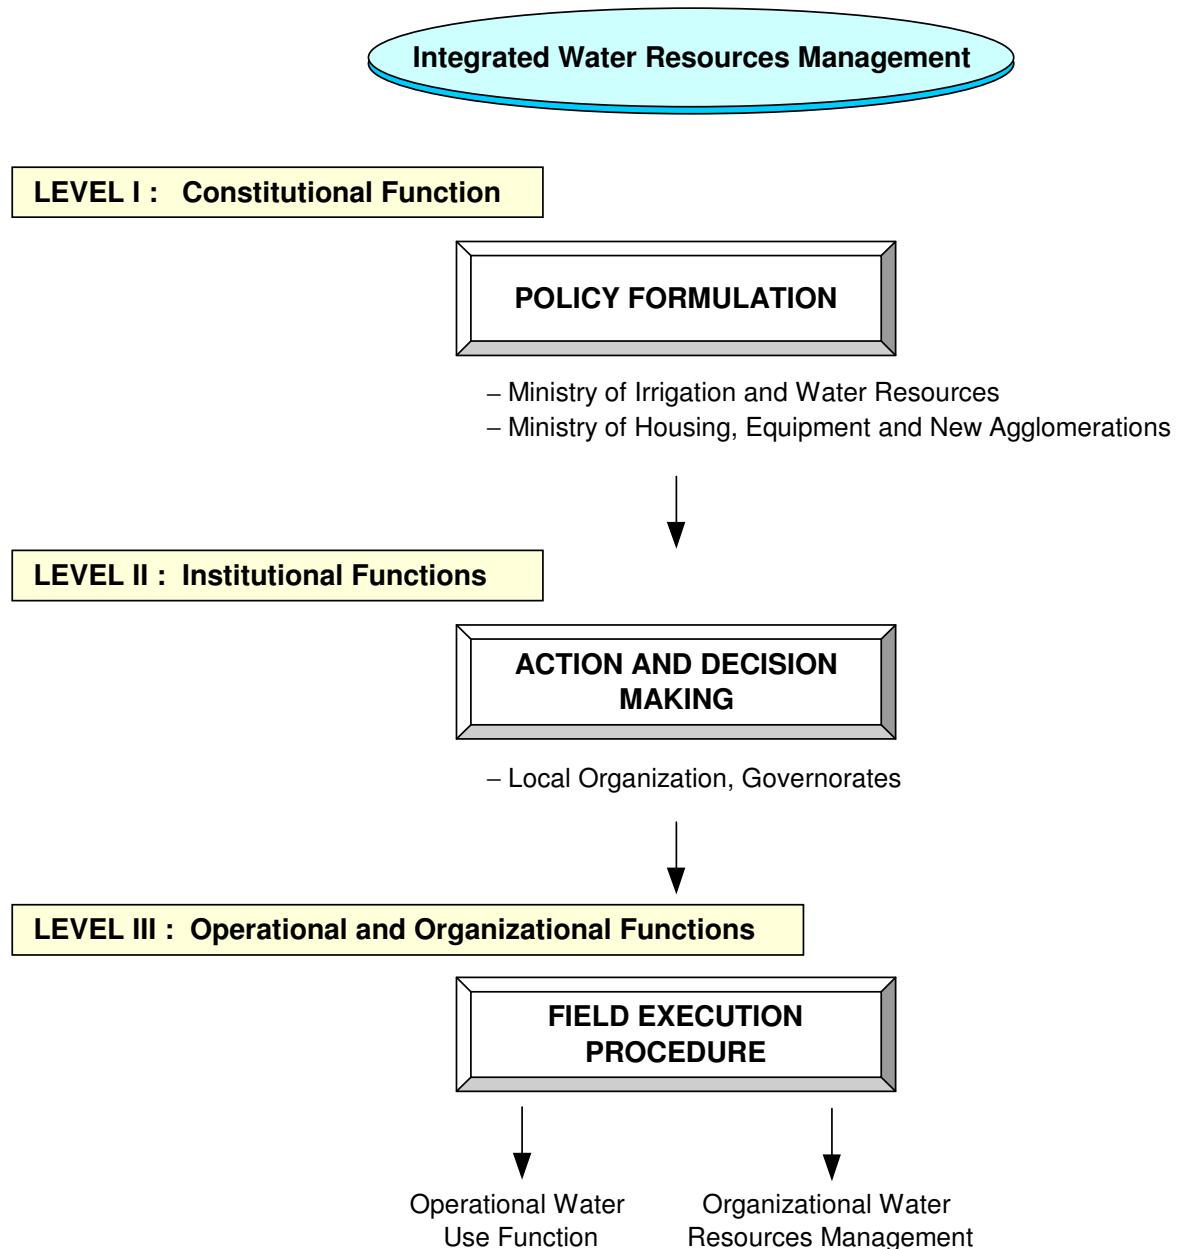 Integrated Water Resources Management
LEVEL I : Constitutional Function
POLICY FORMULATION
– Ministry of Irrigation and Water Resources
– Ministry of Housing, Equipment and New Agglomerations
LEVEL II : Institutional Functions
ACTION AND DECISION
MAKING
– Local Organization, Governorates
LEVEL III : Operational and Organizational Functions
FIELD EXECUTION
PROCEDURE
Operational Water
Use Function
Organizational Water
Resources Management